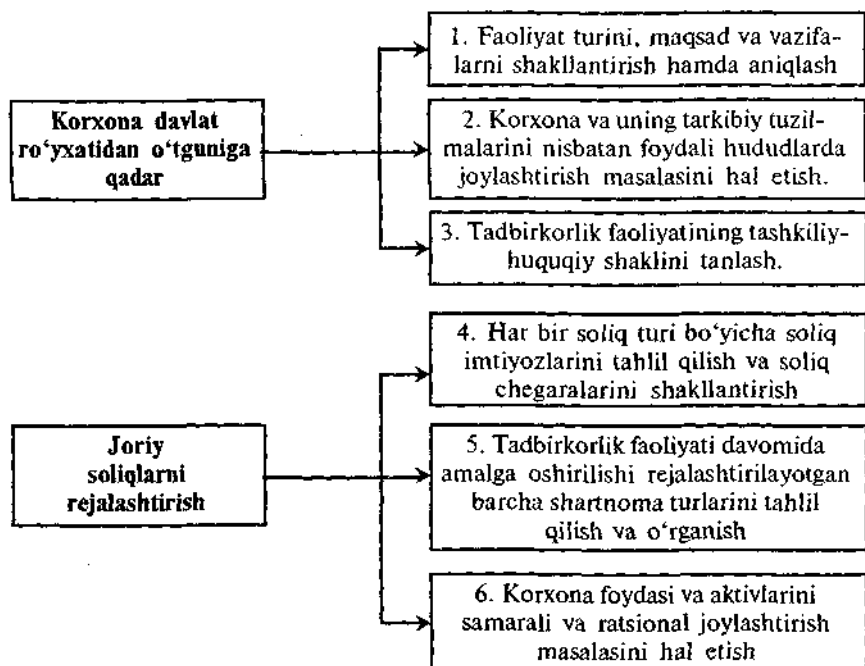 1. Faoliyat turini, maqsad va vazifa-
larni shakllantirish hamda aniqlash
Korxona davlat
ro‘yxatidan o‘tguniga
qadar
2. Korxona va uning tarkibiy tuzil-
malarini nisbatan foydali hududlarda
joylashtirish masalasini hal etish.
3. Tadbirkorlik faoliyatining tashkiliy-
huquqiy shaklini tanlash.
4. Har bir soliq turi bo‘yicha soliq
imtiyozlarini tahlil qilish va soliq
chegaralarini shakllantirish
Joriy
soliqlarni
rejalashtirish
5. Tadbirkorlik faoliyati davomida
amalga oshirilishi rejalashtirilayotgan
barcha shartnoma turlarini tahlil
qilish va o‘rganish
6. Korxona foydasi va aktivlarini
samarali va ratsional joylashtirish
masalasini hal etish